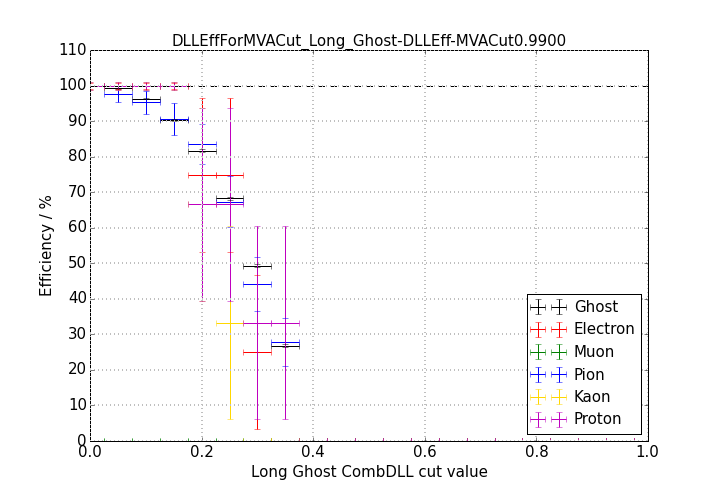 DLLEffForMVACut_Long_Ghost-DLLEff-MVACut0.9900
110
100
90
80
70
60
50
40
30
20
10
0
Efficiency / %
0.0 0.2 0.4 0.6 0.8 1.0
Long Ghost CombDLL cut value
Ghost
Electron
Muon
Pion
Kaon
Proton